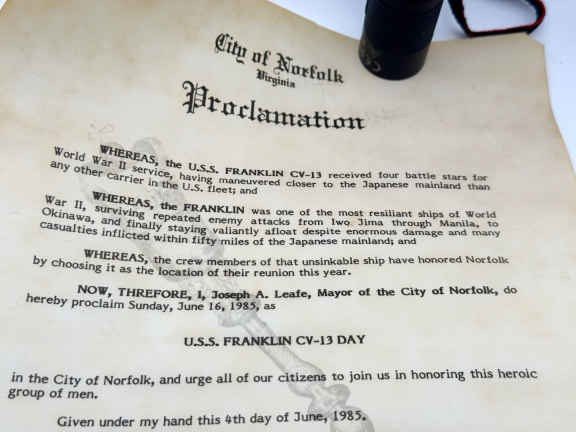 City of Norfolk
Virginia
Proclamation
WHEREAS, the U.S.S. FRANKLIN CV-13 received four battle stars for
World War II service, having maneuvered closer to the Japanese mainland than
any other carrier in the U.S. fleet; and
WHEREAS, the FRANKLIN was one of the most resiliant ships of World
War II, surviving repeated enemy attacks from Iwo Jima through Manila, to
Okinawa, and finally staying valiantly afloat despite enormous damage and many
casualties inflicted within fifty miles of the Japanese mainland; and
WHEREAS, the crew members of that unsinkable ship have honored Norfolk
by choosing it as the location of their reunion this year.
NOW, THREFORE, I, Joseph A. Leafe, Mayor of the City of Norfolk, do
hereby proclaim Sunday, June 16, 1985, as
U.S.S. FRANKLIN CV-13 DAY
in the City of Norfolk, and urge all of our citizens to join us in honoring this heroic
group of men.
Given under my hand this 4th day of June, 1985.